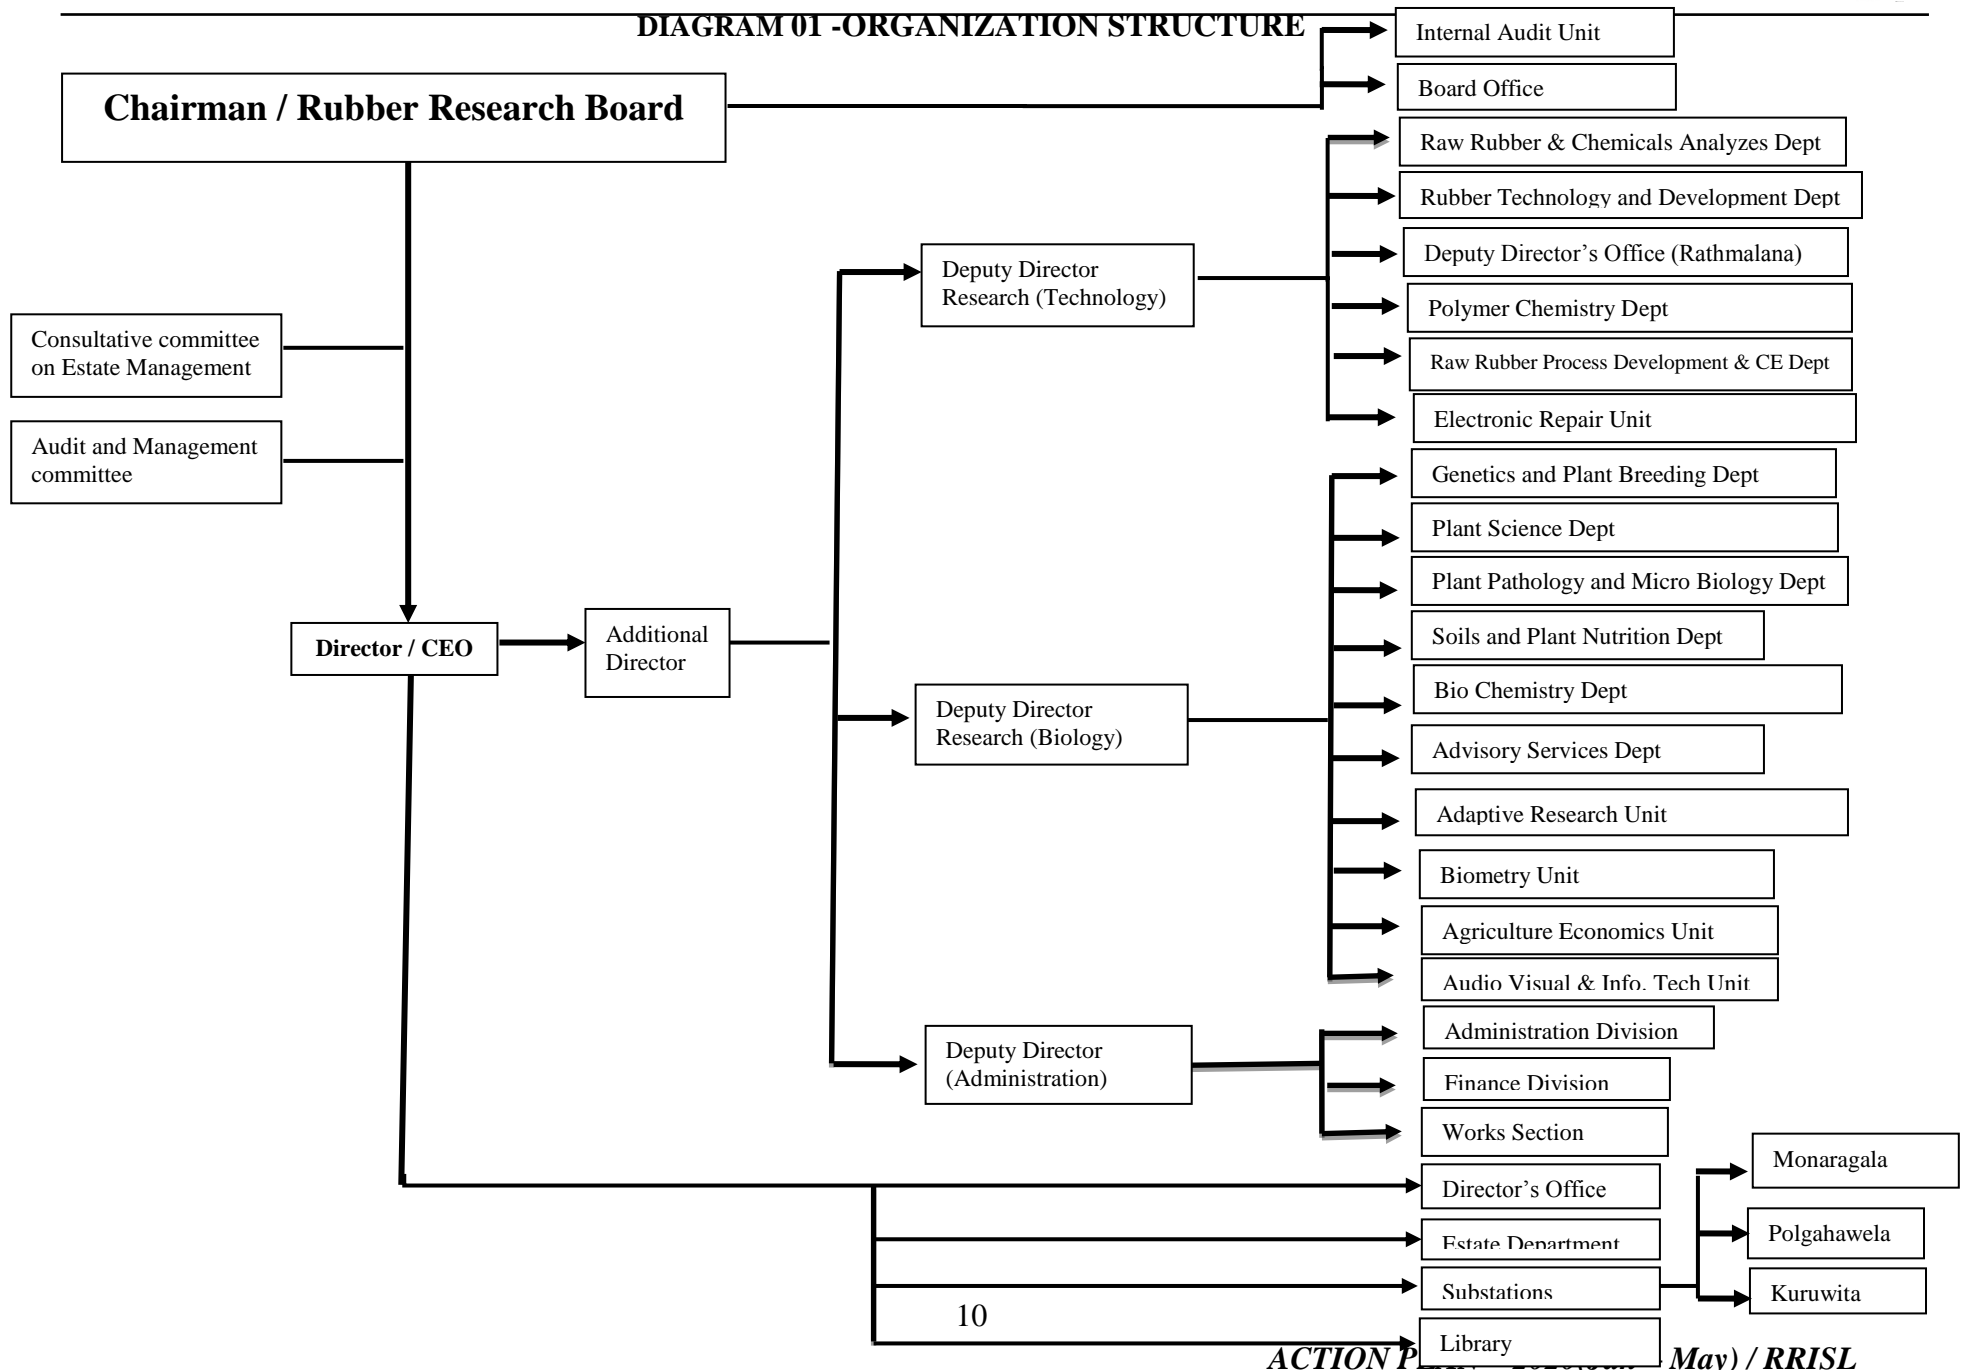 DIAGRAM 01 -ORGANIZATION STRUCTURE
Internal Audit Unit
Board Office
Chairman / Rubber Research Board
Raw Rubber & Chemicals Analyzes Dept
Rubber Technology and Development Dept
Deputy Director’s Office (Rathmalana)
Polymer Chemistry Dept
Raw Rubber Process Development & CE Dept
Electronic Repair Unit
Deputy Director
Research (Technology)
Consultative committee
on Estate Management
Audit and Management
committee
Genetics and Plant Breeding Dept
Plant Science Dept
Plant Pathology and Micro Biology Dept
Soils and Plant Nutrition Dept
Bio Chemistry Dept
Advisory Services Dept
Adaptive Research Unit
Biometry Unit
Agriculture Economics Unit
Audio Visual & Info. Tech Unit
Director / CEO
Additional
Director
Deputy Director
Research (Biology)
Deputy Director
(Administration)
Administration Division
Finance Division
Works Section
Director’s Office
Estate Department
Substations
Library
Monaragala
Polgahawela
Kuruwita
10
ACTION May) / RRISL